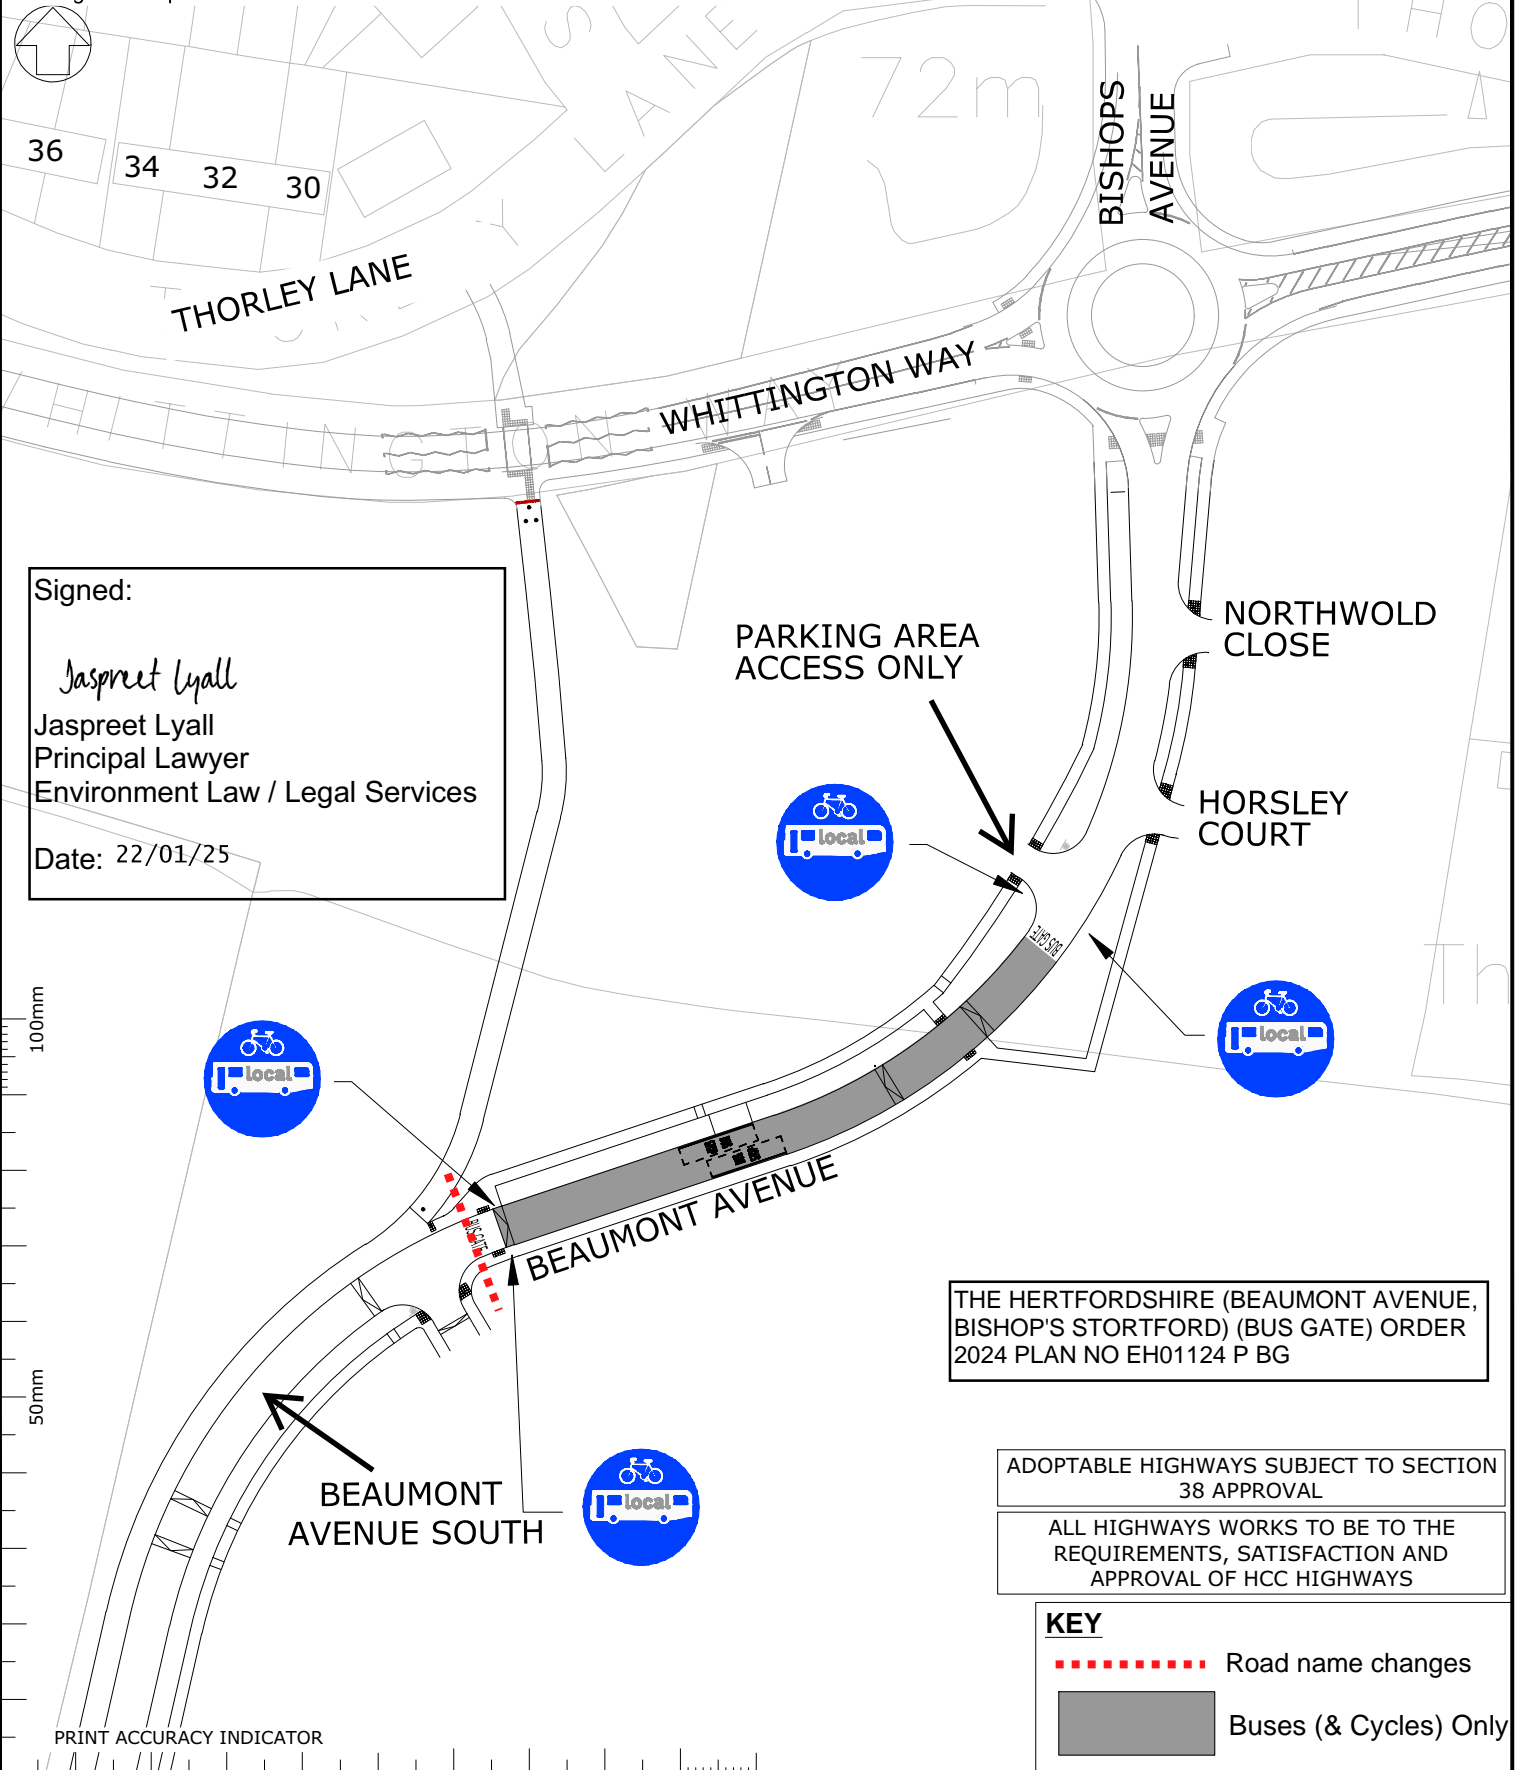 36
34
32
30
THORLEY LANE
LANE
72m
BISHOPS
AVENUE
WHITTINGTON WAY
Signed:
Jaspreet Lyall
Jaspreet Lyall
Principal Lawyer
Environment Law / Legal Services
Date: 22/01/25
PARKING AREA
ACCESS ONLY
NORTHWOLD
CLOSE
HORSLEY
COURT
local
BUS GATE
local
local
100mm
BUS GATE
BEAUMONT AVENUE
THE HERTFORDSHIRE (BEAUMONT AVENUE,
BISHOP'S STORTFORD) (BUS GATE) ORDER
2024 PLAN NO EH01124 P BG
50mm
BEAUMONT
AVENUE SOUTH
local
ADOPTABLE HIGHWAYS SUBJECT TO SECTION
38 APPROVAL
ALL HIGHWAYS WORKS TO BE TO THE
REQUIREMENTS, SATISFACTION AND
APPROVAL OF HCC HIGHWAYS
KEY
Road name changes
Buses (& Cycles) Only
PRINT ACCURACY INDICATOR